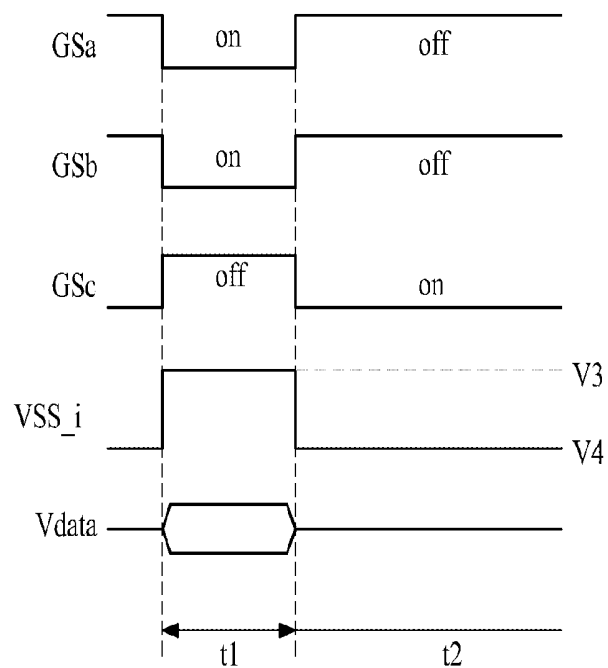 GSa on off
GSb on off
GSc off on
V3
VSS_i
V4
Vdata
t1 t2